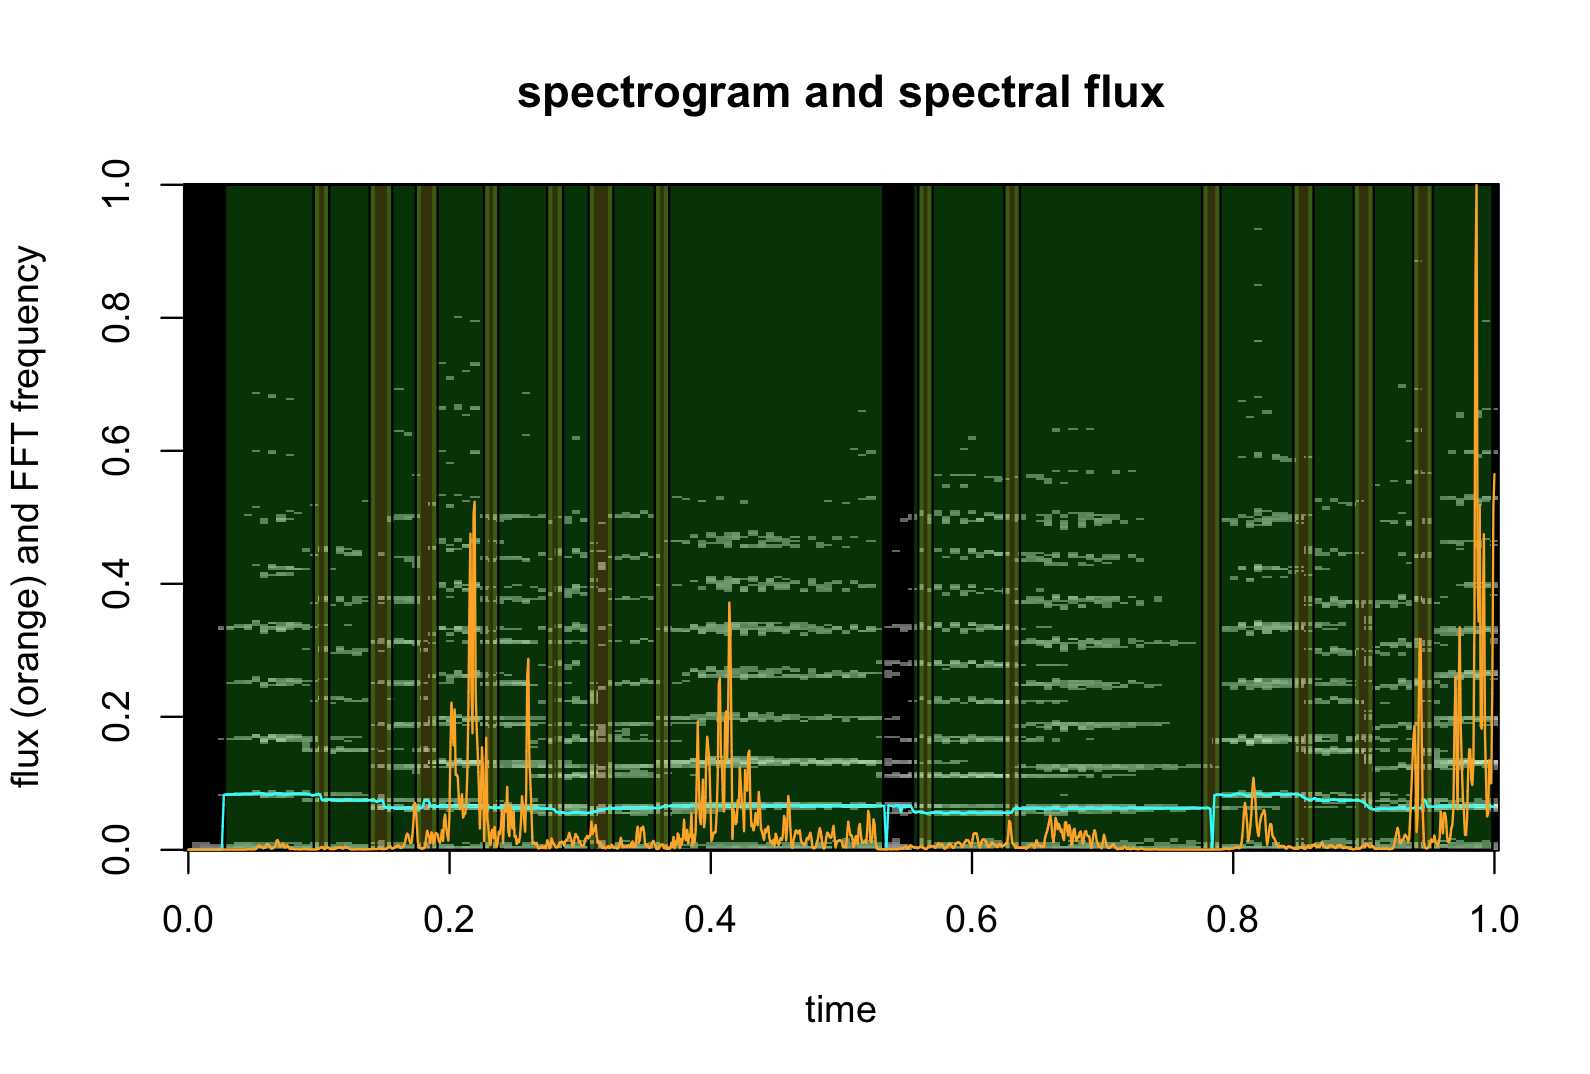 spectrogram and spectral flux
flux (orange) and FFT frequency
1.0
0.8
0.6
0.4
0.2
0.0
0.0 0.2 0.4 0.6 0.8 1.0
time